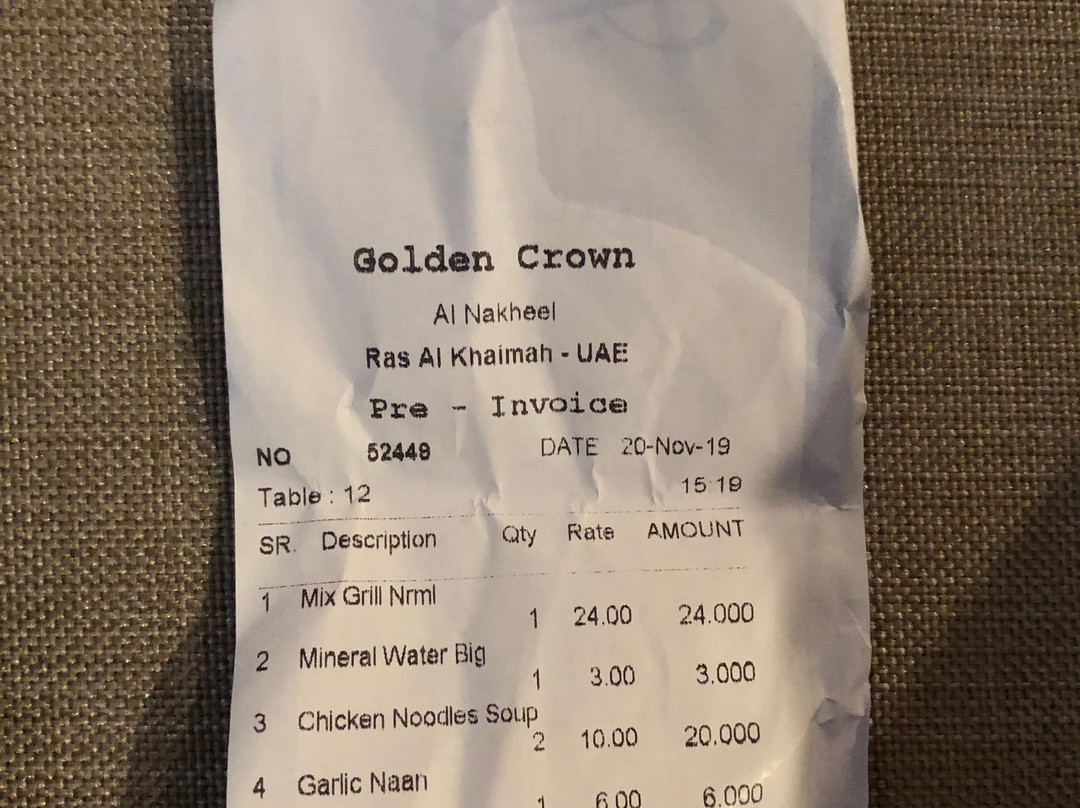 Golden Crown
Al Nakheel
Ras Al Khaimah - UAE
Pre - Invoice
NO 52449 DATE 20-Nov-19
Table : 12 15:19
SR. Description Qty Rate AMOUNT
1 Mix Grill Nrml
1 24.00 24.000
2 Mineral Water Big
1 3.00 3.000
3 Chicken Noodles Soup
2 10.00 20.000
4 Garlic Naan
1 6.00 6.000